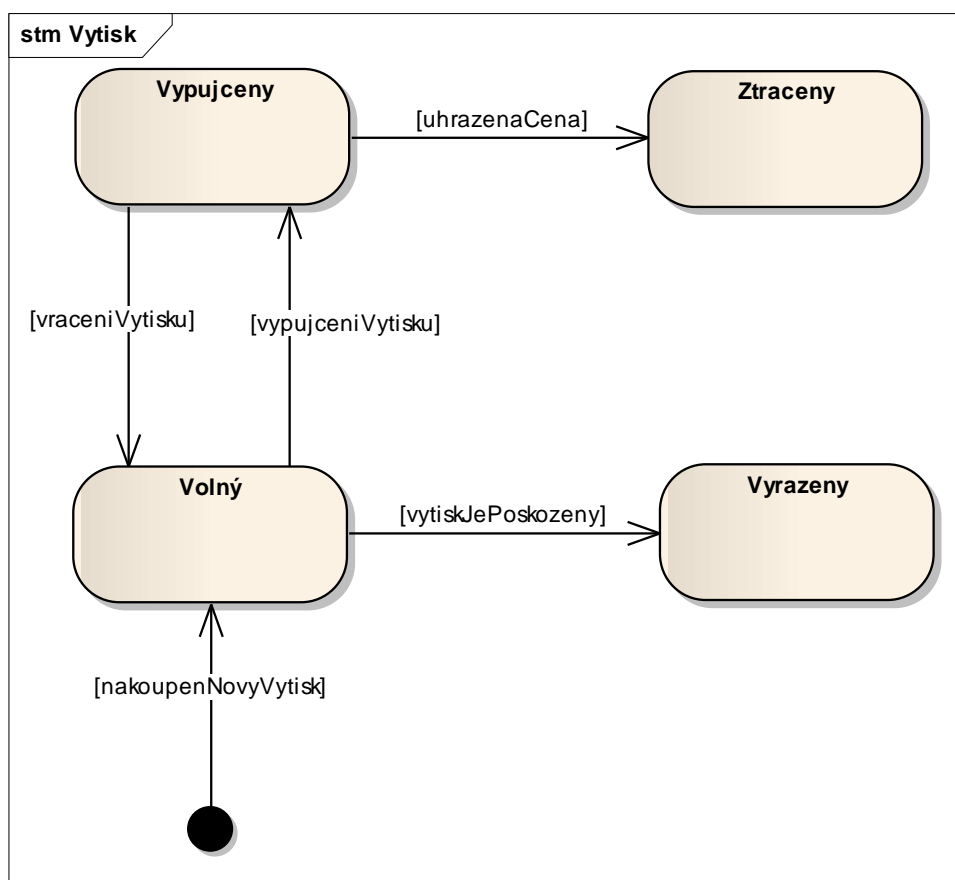 stm Vytisk
Vypujceny
Ztraceny
[uhrazenaCena]
[vraceniVytisku]
[vypujceniVytisku]
Volný
Vyrazeny
[vytiskJePoskozeny]
[nakoupenNovyVytisk]